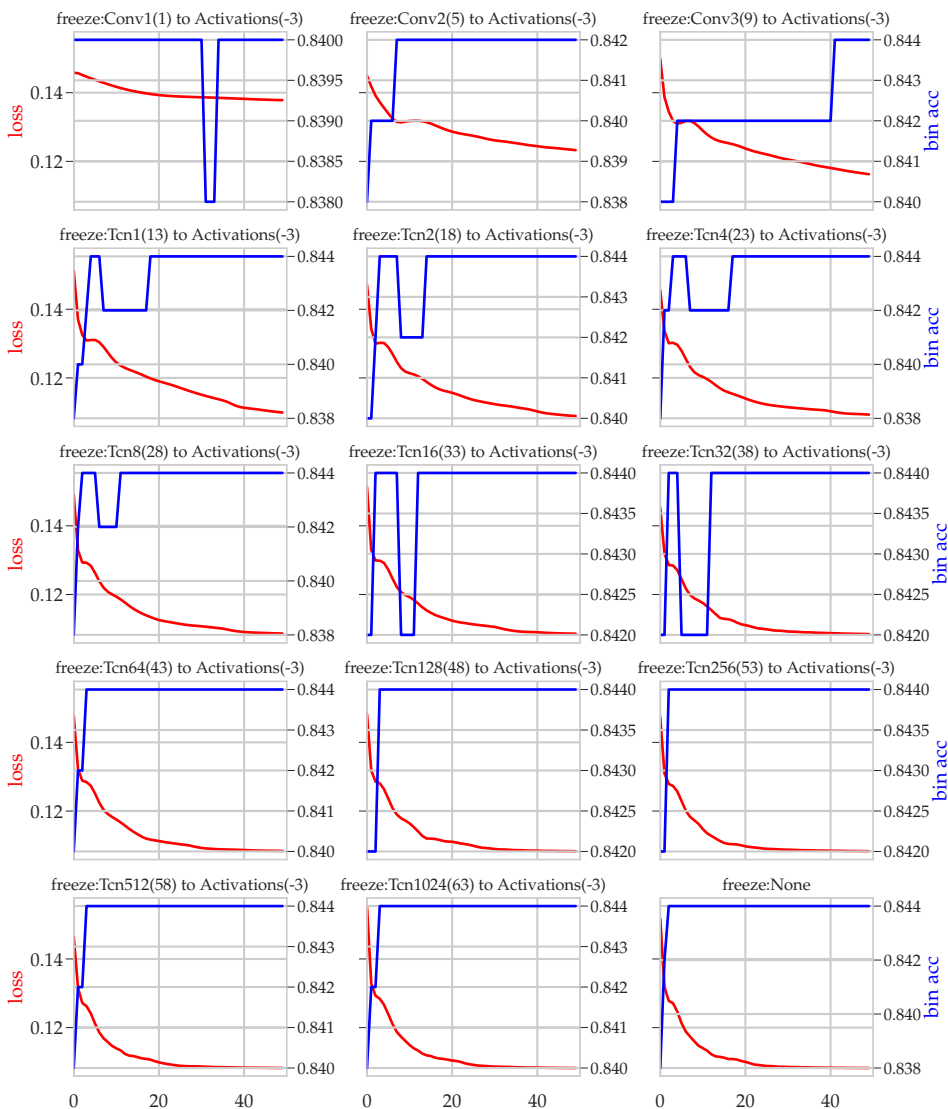 freeze:Conv1(1) to Activations(-3) freeze:Conv2(5) to Activations(-3) freeze:Conv3(9) to Activations(-3)
0.8400 0.842 0.844
0.8395 0.841 0.843
0.14 0.8390 0.840 0.842
0.8385 0.839 0.841
0.12
0.8380 0.838 0.840
loss bin acc
freeze:Tcn1(13) to Activations(-3) freeze:Tcn2(18) to Activations(-3) freeze:Tcn4(23) to Activations(-3)
0.844 0.844 0.844
0.14 0.842 0.843 0.842
0.842
0.12 0.840 0.841 0.840
0.838 0.840 0.838
loss bin acc
freeze:Tcn8(28) to Activations(-3) freeze:Tcn16(33) to Activations(-3) freeze:Tcn32(38) to Activations(-3)
0.844 0.8440 0.8440
0.14 0.842 0.8435 0.8435
0.8430 0.8430
0.12 0.840 0.8425 0.8425
0.838 0.8420 0.8420
loss bin acc
freeze:Tcn64(43) to Activations(-3) freeze:Tcn128(48) to Activations(-3) freeze:Tcn256(53) to Activations(-3)
0.844 0.8440 0.8440
0.14 0.843 0.8435 0.8435
0.842 0.8430 0.8430
0.12 0.841 0.8425 0.8425
0.840 0.8420 0.8420
loss bin acc
freeze:Tcn512(58) to Activations(-3) freeze:Tcn1024(63) to Activations(-3) freeze:None
0.844 0.844 0.844
0.14 0.843 0.843 0.842
0.842 0.842
0.12 0.841 0.841 0.840
0.840 0.840 0.838
loss bin acc
0 20 40 0 20 40 0 20 40